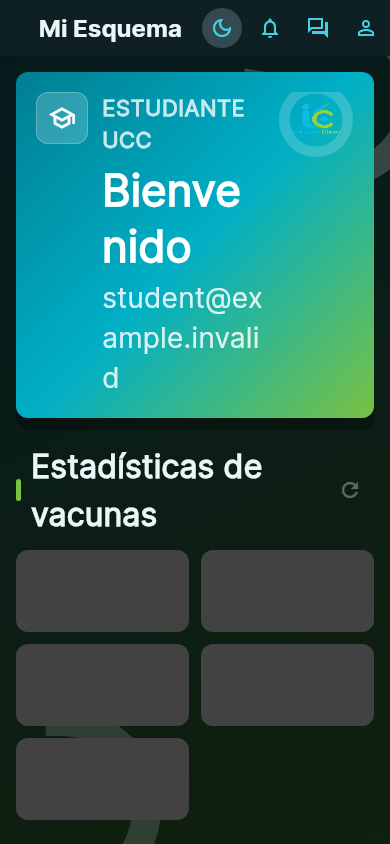 Mi Esquema
ESTUDIANTE
UCC
Bienve
nido
student@ex
ample.invali
d
Estadísticas de
vacunas